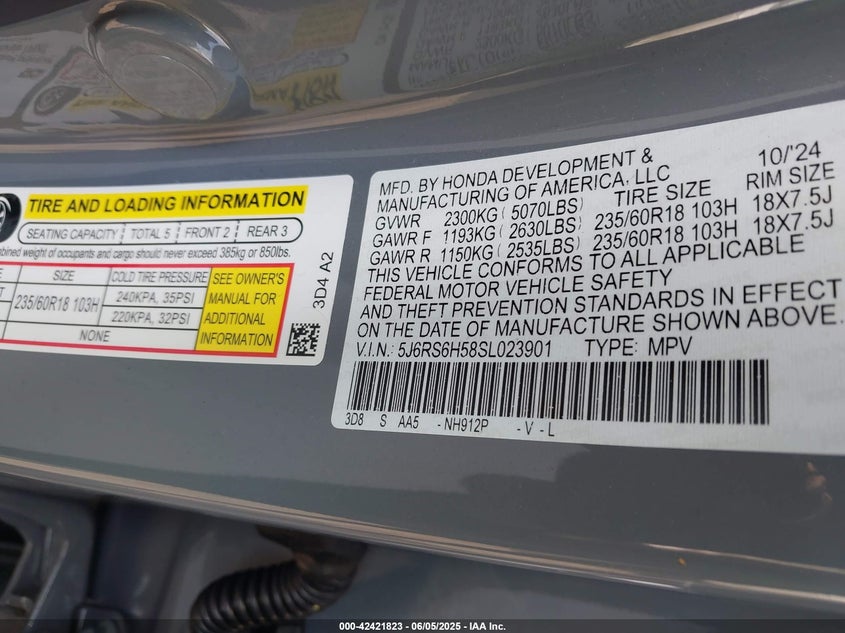 TIRE AND LOADING INFORMATION
SEATING CAPACITY TOTAL 5 FRONT 2 REAR 3
weight of occupants and cargo should never exceed 385kg or 850lbs.
SIZE COLD TIRE PRESSURE SEE OWNER'S MANUAL FOR ADDITIONAL INFORMATION
235/60R18 103H 240KPA, 35PSI
220KPA, 32PSI
NONE
3D4 A2
10/'24
MFD. BY HONDA DEVELOPMENT &
MANUFACTURING OF AMERICA, LLC TIRE SIZE RIM SIZE
GVWR 2300KG ( 5070LBS)
GAWR F 1193KG ( 2630LBS) 235/60R18 103H 18X7.5J
GAWR R 1150KG ( 2535LBS) 235/60R18 103H 18X7.5J
THIS VEHICLE CONFORMS TO ALL APPLICABLE
FEDERAL MOTOR VEHICLE SAFETY
AND THEFT PREVENTION STANDARDS IN EFFECT
ON THE DATE OF MANUFACTURE SHOWN ABOVE.
V.I.N.: 5J6RS6H58SL023901 TYPE: MPV
3D8 S AA5 - NH912P - V - L
000-42421823 - 06/05/2025 - IAA Inc.